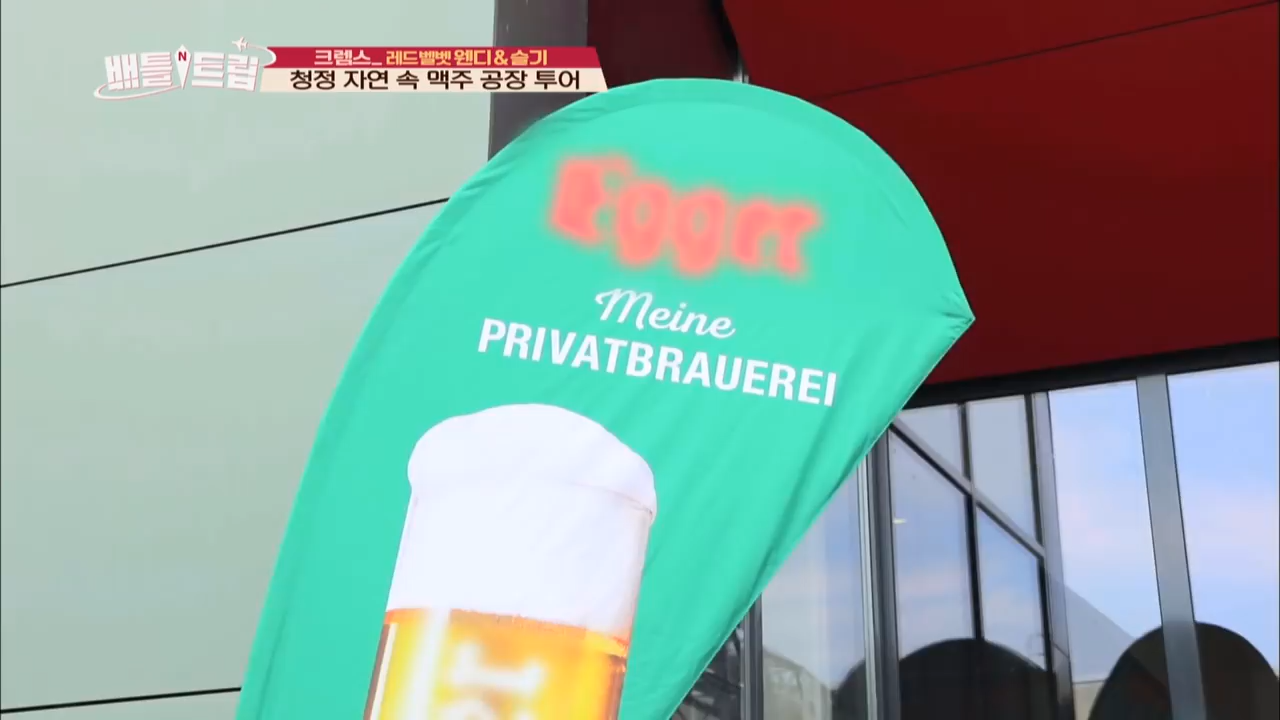 배틀트립
크렘스_ 레드벨벳 웬디&슬기
청정 자연 속 맥주 공장 투어
Egger
Meine
PRIVATBRAUEREI